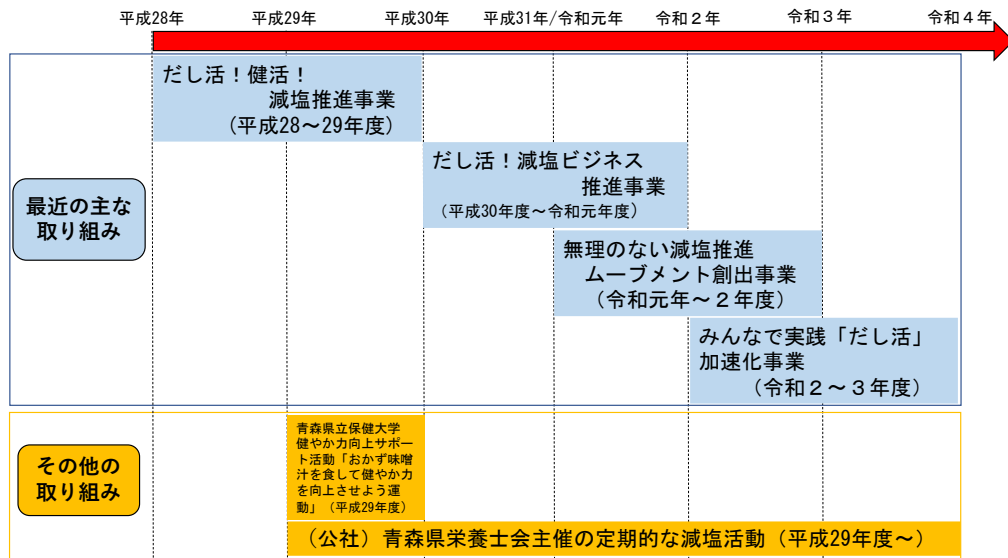 平成28年
平成29年
平成30年
平成31年/令和元年
令和２年
令和３年
令和４年
最近の主な
取り組み
だし活！健活！
減塩推進事業
（平成28～29年度）
だし活！減塩ビジネス
推進事業
（平成30年度～令和元年度）
無理のない減塩推進
ムーブメント創出事業
（令和元年～２年度）
みんなで実践「だし活」
加速化事業
（令和２～３年度）
その他の
取り組み
青森県立保健大学
健やか力向上サポー
ト活動「おかず味噌
汁を食して健やか力
を向上させよう運
動」（平成29年度）
（公社）青森県栄養士会主催の定期的な減塩活動（平成29年度～）